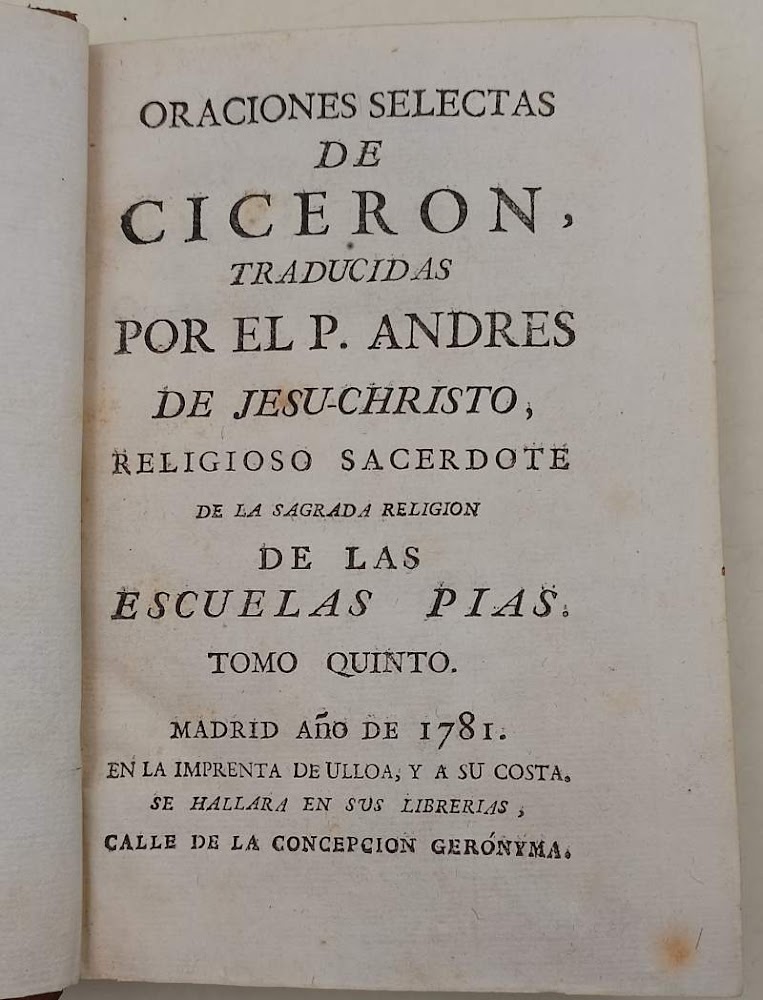 ORACIONES SELECTAS
DE
CICERON,
TRADUCIDAS
POR EL P. ANDRES
DE JESU-CHRISTO,
RELIGIOSO SACERDOTE
DE LA SAGRADA RELIGION
DE LAS
ESCUELAS PIAS.
TOMO QUINTO.
MADRID AñO DE 1781.
EN LA IMPRENTA DE ULLOA, Y A SU COSTA.
SE HALLARA EN SUS LIBRERIAS,
CALLE DE LA CONCEPCION GERÓNYMA.